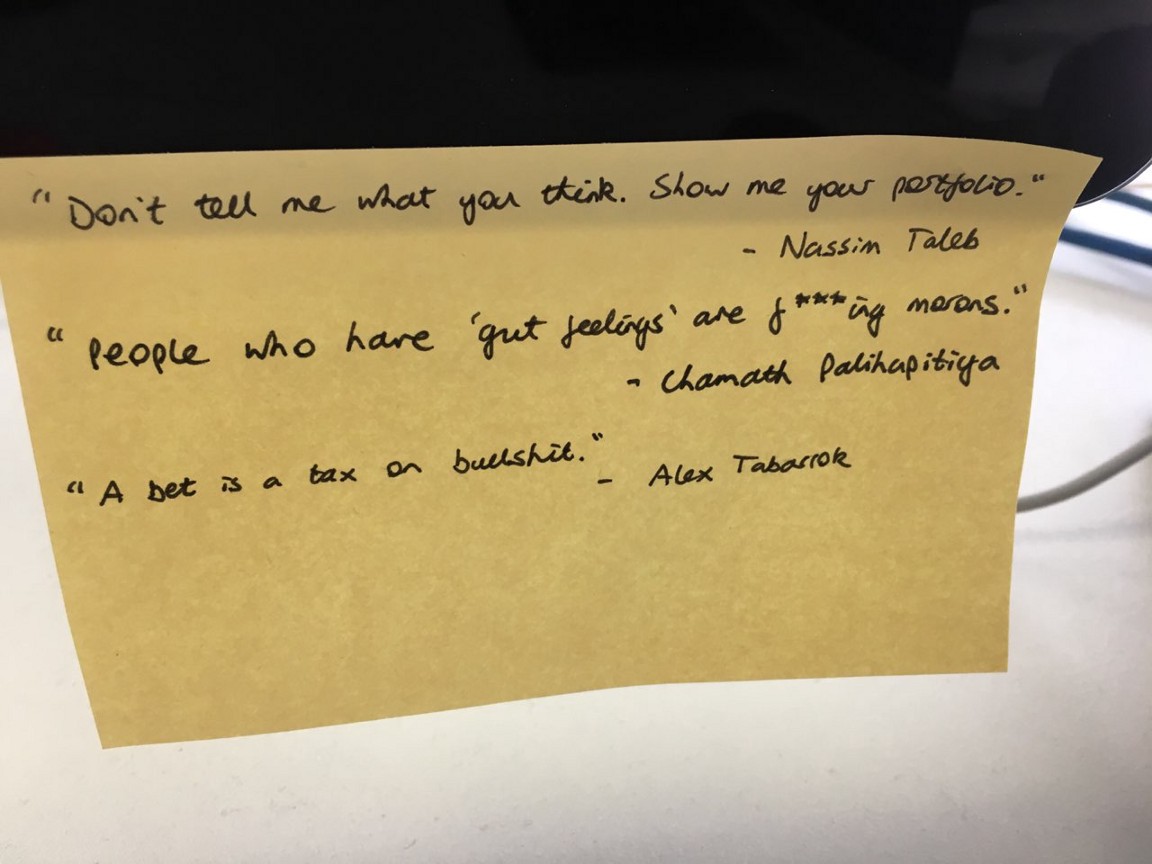 "Don't tell me what you think. Show me your portfolio."
- Nassim Taleb
"People who have 'gut feelings' are f***ing morons."
- Chamath Palihapitiya
"A bet is a tax on bullshit." - Alex Tabarrok